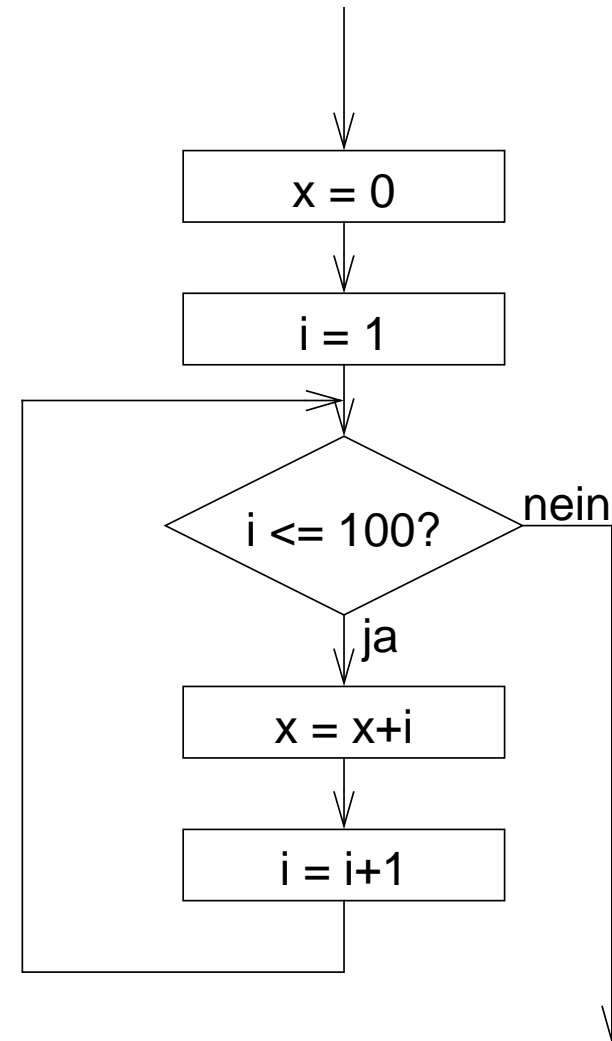 x = 0
i = 1
i <= 100?
nein
ja
x = x+i
i = i+1